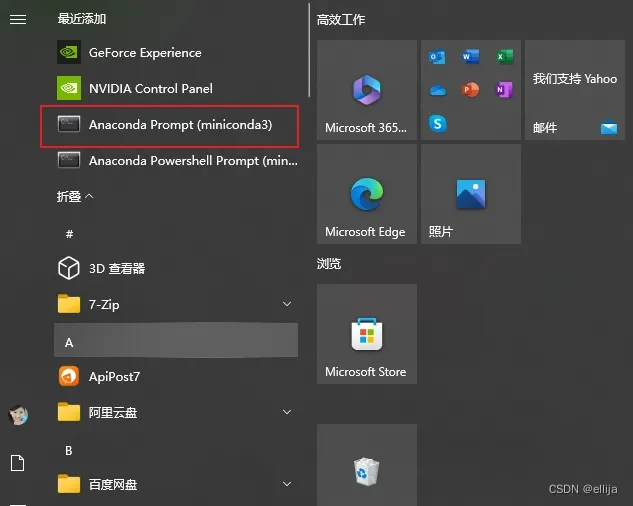 最近添加
GeForce Experience
NVIDIA Control Panel
Anaconda Prompt (miniconda3)
Anaconda Powershell Prompt (min...
折叠
#
3D 查看器
7-Zip
A
ApiPost7
阿里云盘
B
百度网盘
高效工作
Microsoft 365...
我们支持 Yahoo
邮件
Microsoft Edge
照片
浏览
Microsoft Store
CSDN @ellija